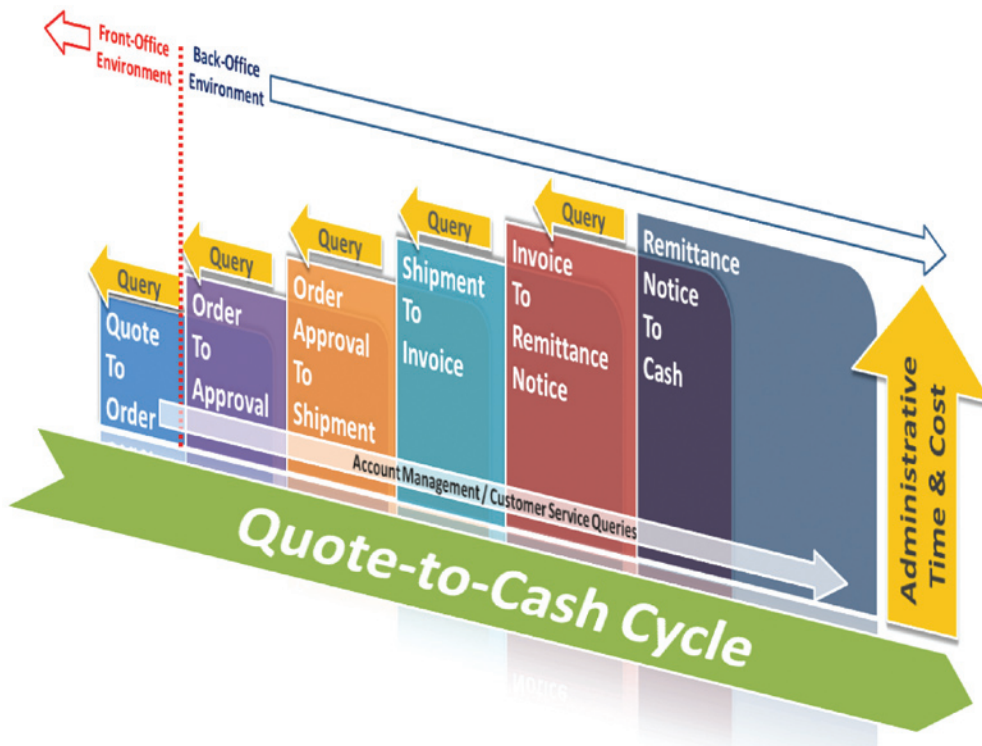 Front-Office
Environment
Back-Office
Environment
Query
Query
Query
Query
Query
Quote
To
Order
Order
To
Approval
Order
Approval
To
Shipment
Shipment
To
Invoice
Invoice
To
Remittance
Notice
Remittance
Notice
To
Cash
Account Management / Customer Service Queries
Quote-to-Cash Cycle
Administrative
Time & Cost